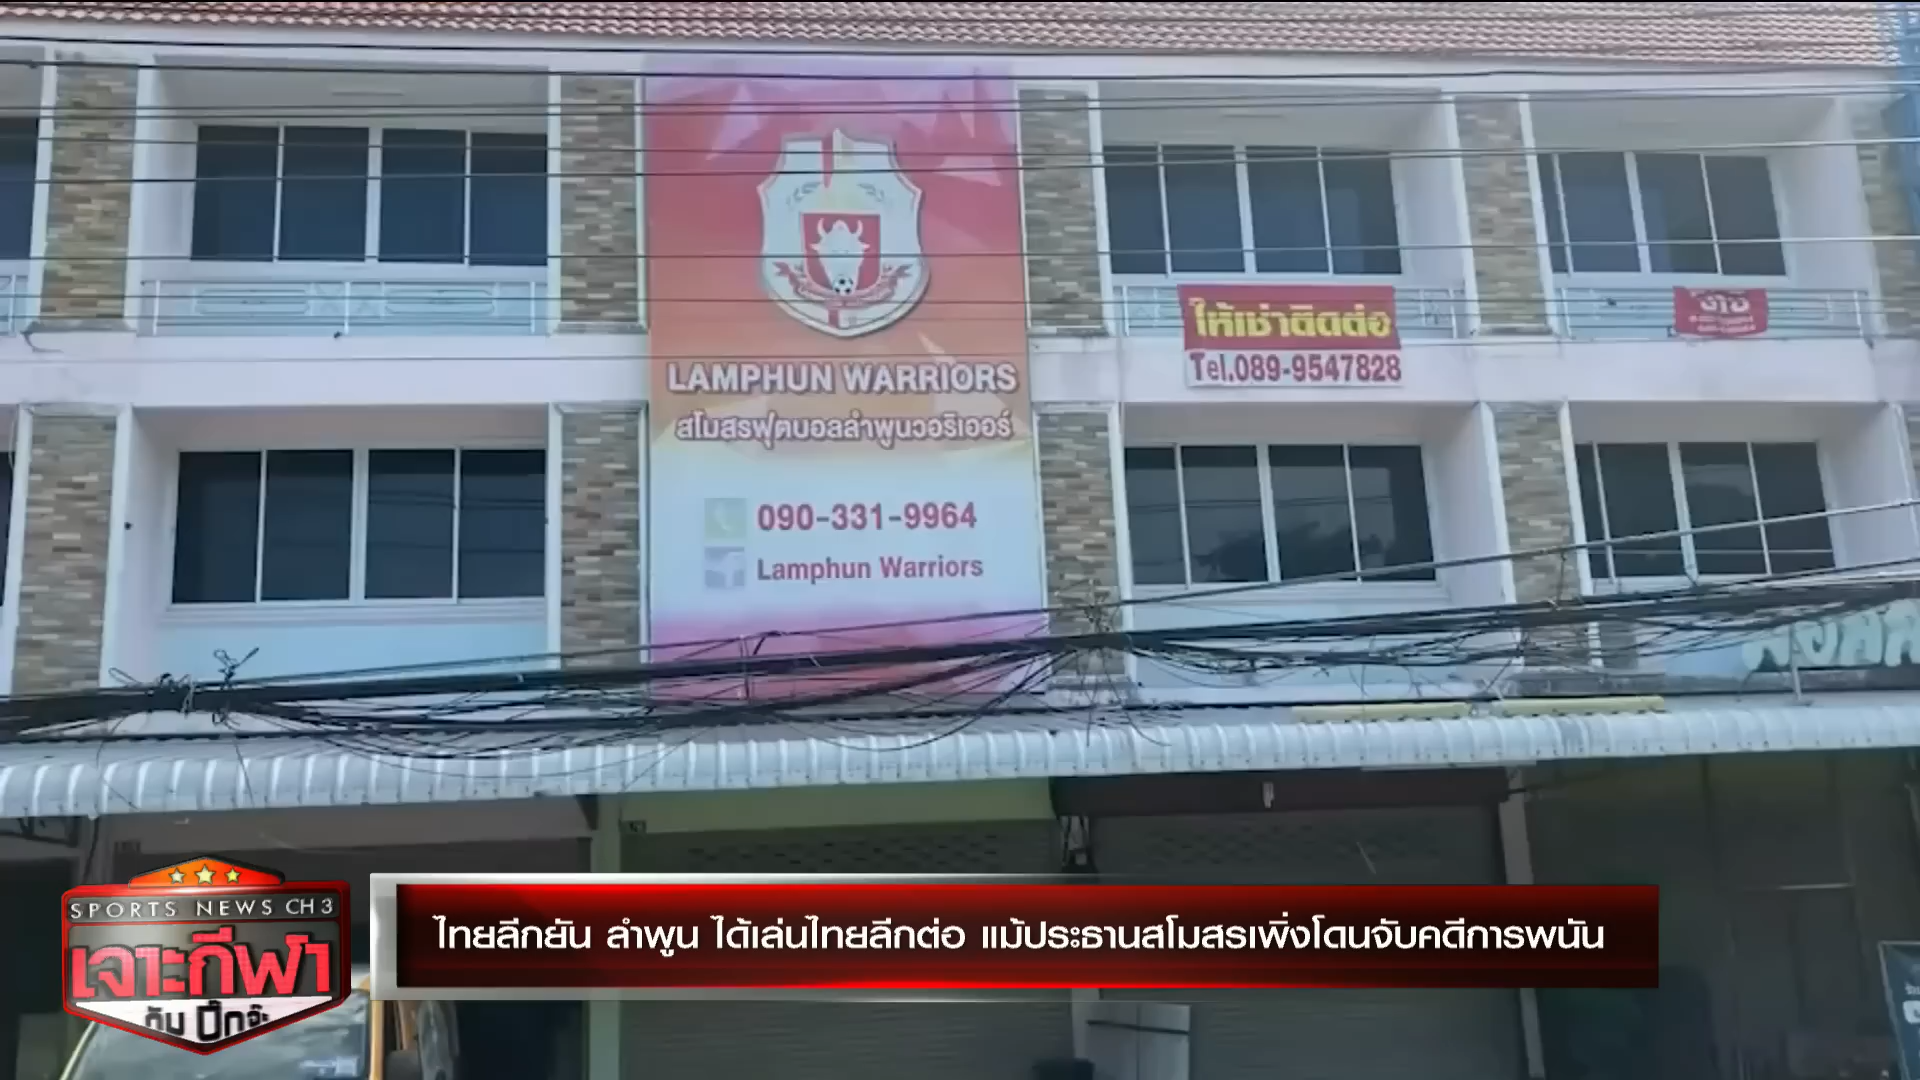 LAMPHUN WARRIORS
สโมสรฟุตบอลลำพูนวอริเออร์
090-331-9964
Lamphun Warriors
ให้เช่าติดต่อ
Tel.089-9547828
SPORTS NEWS CH3
เจาะกีฬา
กับ ปึ๊กจ๊ะ
ไทยลีกยัน ลำพูน ได้เล่นไทยลีกต่อ แม้ประธานสโมสรเพิ่งโดนจับคดีการพนัน